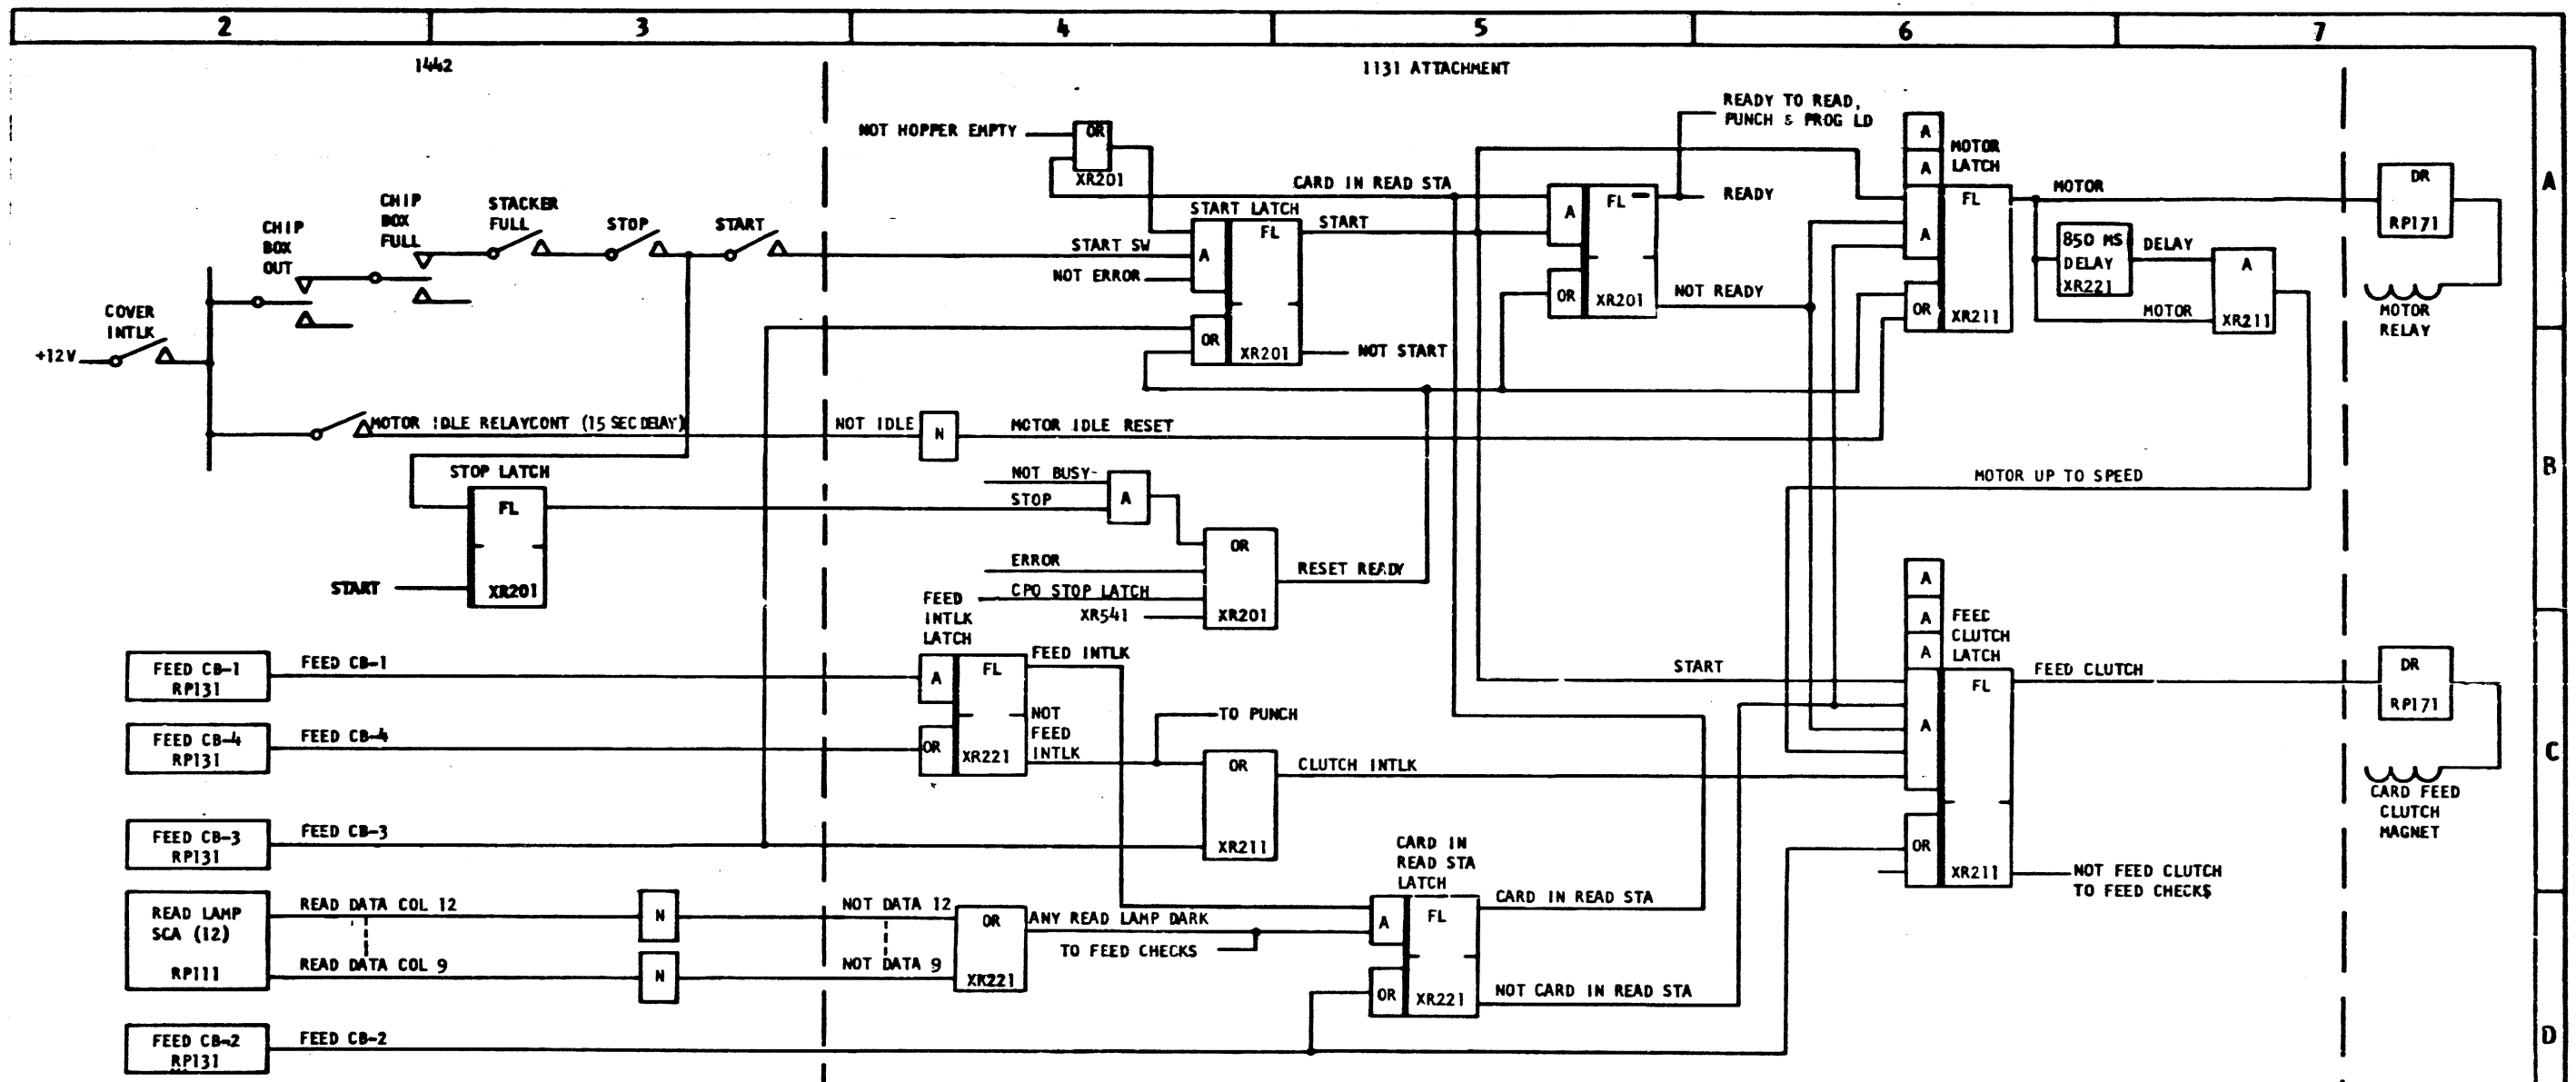 2 3 4 5 6 7
1442
1131 ATTACHMENT
A
B
C
D
NOT HOPPER EMPTY
OR
XR201
CARD IN READ STA
READY TO READ,
PUNCH & PROG LD
READY
A
FL
OR
XR201
NOT READY
A
A
MOTOR
LATCH
FL
A
OR
XR211
MOTOR
850 MS
DELAY
XR221
DELAY
MOTOR
A
XR211
DR
RP171
MOTOR
RELAY
CHIP
BOX
OUT
CHIP
BOX
FULL
STACKER
FULL
STOP
START
COVER
INTLK
+12V
START LATCH
START
START SW
NOT ERROR
A
FL
OR
XR201
NOT START
MOTOR IDLE RELAYCONT (15 SEC DELAY)
NOT IDLE
N
MOTOR IDLE RESET
STOP LATCH
FL
XR201
START
NOT BUSY
STOP
A
ERROR
CPO STOP LATCH
XR541
OR
XR201
RESET READY
MOTOR UP TO SPEED
FEED CB-1
RP131
FEED CB-1
FEED
INTLK
LATCH
A
FL
OR
XR221
FEED INTLK
NOT
FEED
INTLK
TO PUNCH
FEED CB-4
RP131
FEED CB-4
FEED CB-3
RP131
FEED CB-3
OR
XR211
CLUTCH INTLK
START
A
A
A
FEED
CLUTCH
LATCH
FL
A
OR
XR211
FEED CLUTCH
NOT FEED CLUTCH
TO FEED CHECKS
DR
RP171
CARD FEED
CLUTCH
MAGNET
READ LAMP
SCA (12)
RP111
READ DATA COL 12
N
NOT DATA 12
READ DATA COL 9
N
NOT DATA 9
OR
XR221
ANY READ LAMP DARK
TO FEED CHECKS
CARD IN
READ STA
LATCH
A
FL
OR
XR221
CARD IN READ STA
NOT CARD IN READ STA
FEED CB-2
RP131
FEED CB-2